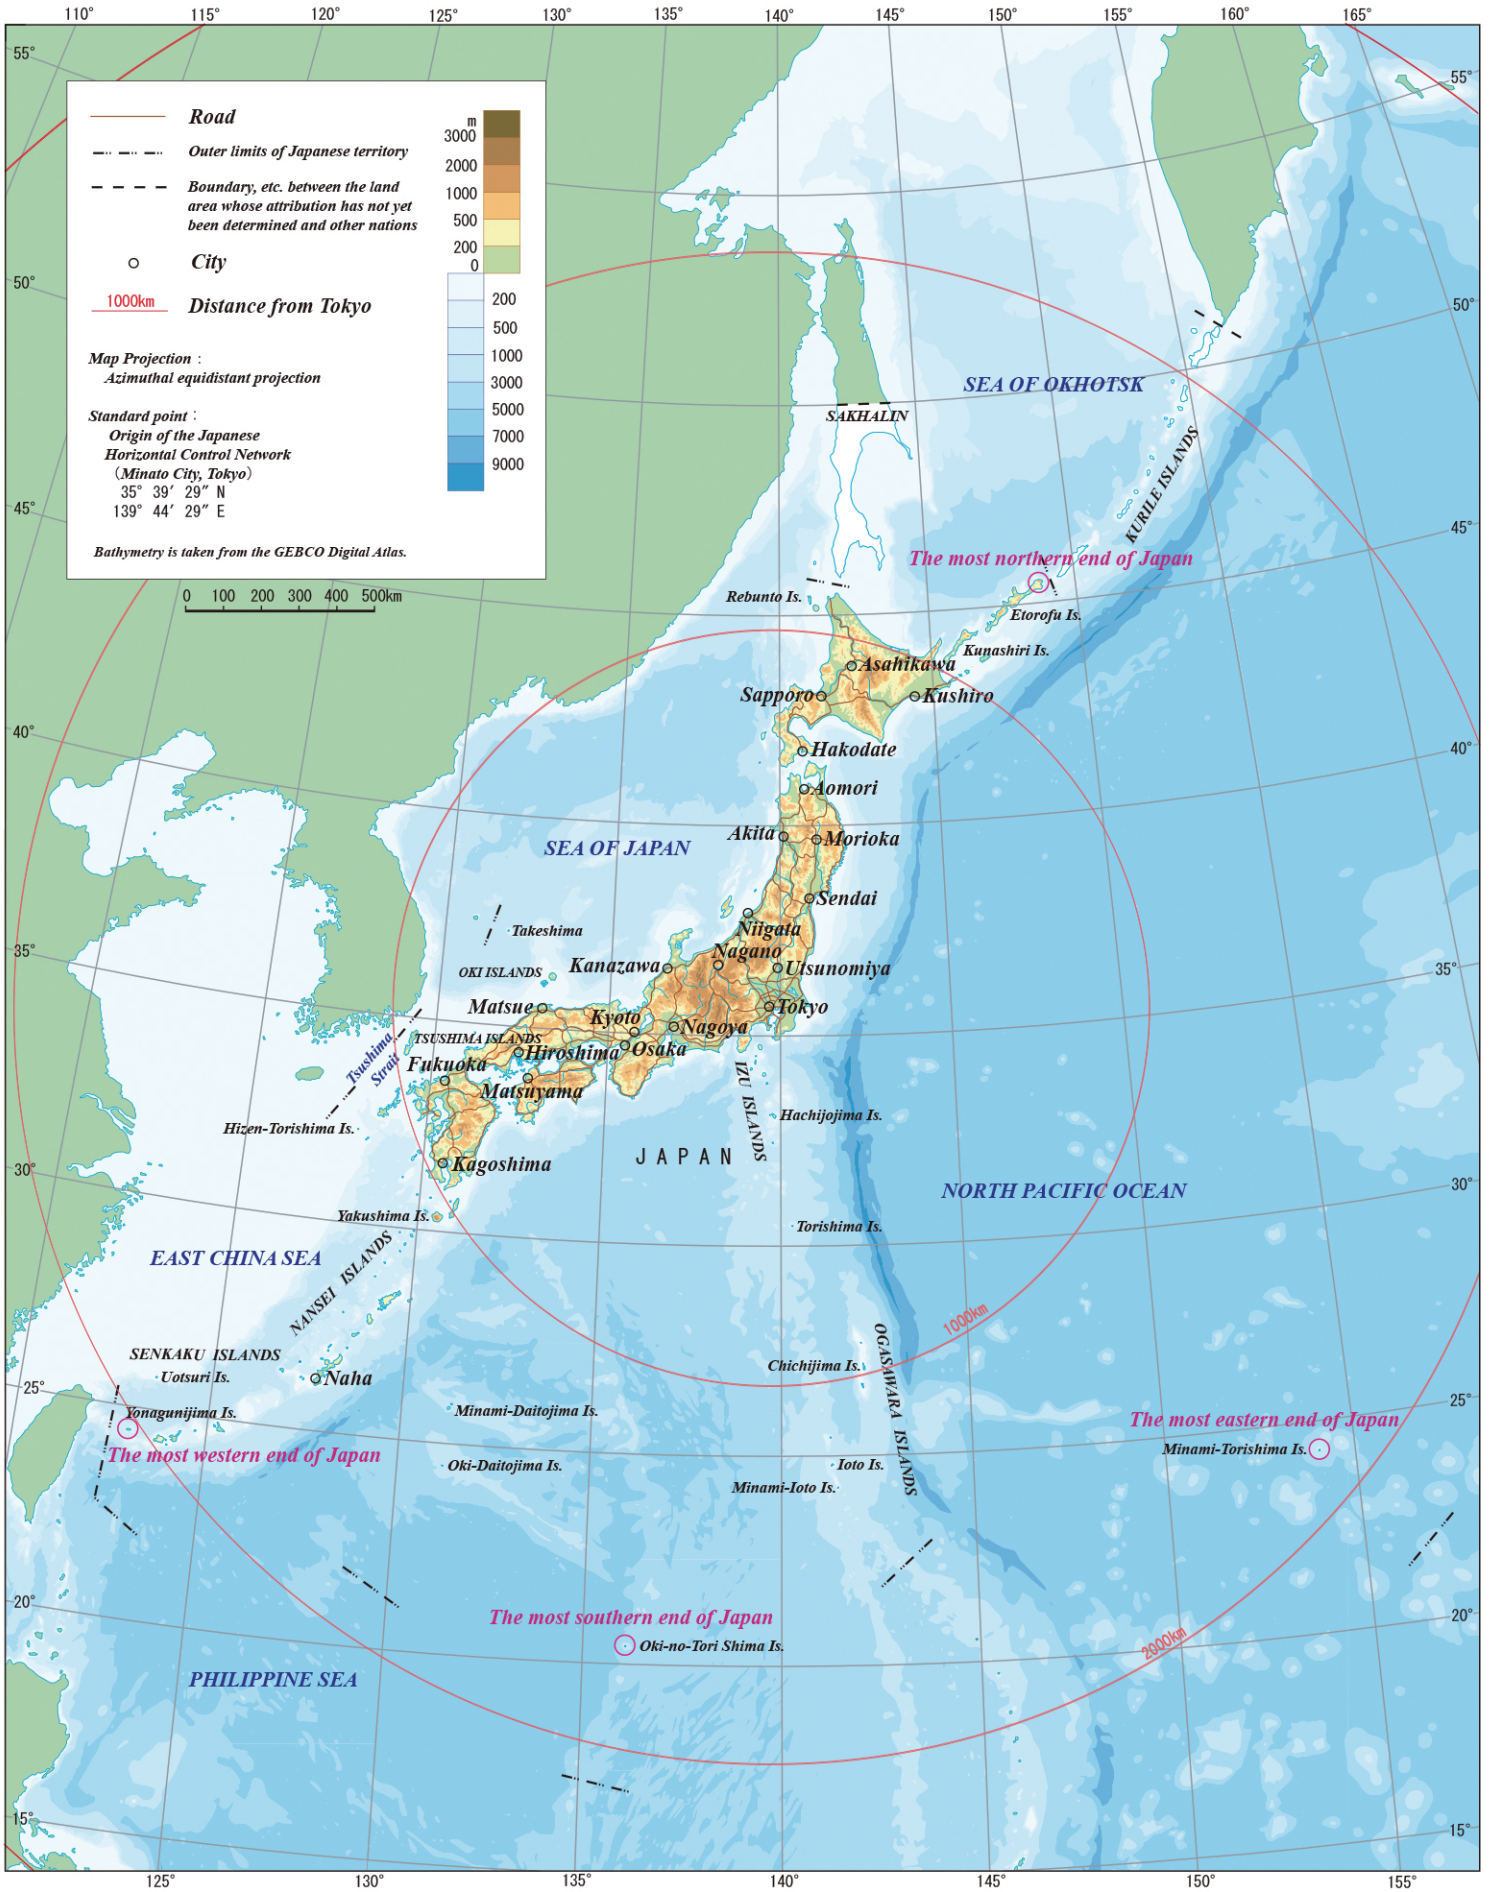 110°
115°
120°
125°
130°
135°
140°
145°
150°
155°
160°
165°
55°
50°
45°
40°
35°
30°
25°
20°
15°
55°
50°
45°
40°
35°
30°
25°
20°
15°
Road
Outer limits of Japanese territory
Boundary, etc. between the land
area whose attribution has not yet
been determined and other nations
City
1000km
Distance from Tokyo
Map Projection :
Azimuthal equidistant projection
Standard point :
Origin of the Japanese
Horizontal Control Network
(Minato City, Tokyo)
35° 39′ 29″ N
139° 44′ 29″ E
Bathymetry is taken from the GEBCO Digital Atlas.
m
3000
2000
1000
500
200
0
200
500
1000
3000
5000
7000
9000
0 100 200 300 400 500km
SEA OF OKHOTSK
SAKHALIN
KURILE ISLANDS
The most northern end of Japan
Rebunto Is.
Etorofu Is.
Kunashiri Is.
Asahikawa
Sapporo
Kushiro
Hakodate
Aomori
Akita
Morioka
SEA OF JAPAN
Sendai
Niigata
Takeshima
Nagano
Kanazawa
Utsunomiya
OKI ISLANDS
Matsue
Tokyo
Kyoto
Nagoya
TSUSHIMA ISLANDS
Hiroshima
Osaka
Tsushima
Strait
Fukuoka
Matsuyama
IZU ISLANDS
Hachijojima Is.
Hizen-Torishima Is.
JAPAN
Kagoshima
NORTH PACIFIC OCEAN
Yakushima Is.
Torishima Is.
EAST CHINA SEA
NANSEI ISLANDS
1000km
OGASAWARA ISLANDS
SENKAKU ISLANDS
Uotsuri Is.
Naha
Chichijima Is.
Yonagunijima Is.
Minami-Daitojima Is.
The most eastern end of Japan
Minami-Torishima Is.
The most western end of Japan
Oki-Daitojima Is.
Ioto Is.
Minami-Ioto Is.
The most southern end of Japan
Oki-no-Tori Shima Is.
2000km
PHILIPPINE SEA
125°
130°
135°
140°
145°
150°
155°